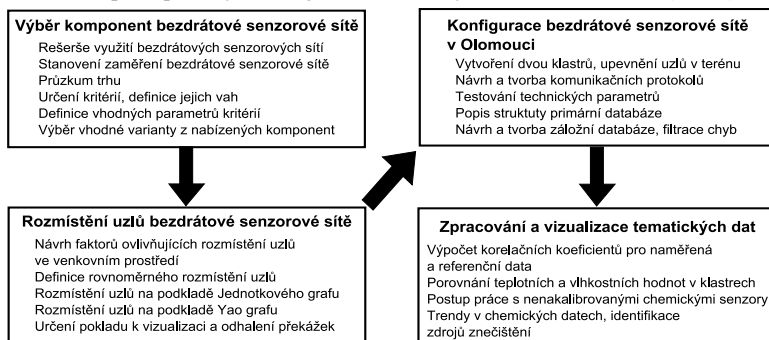 Výběr komponent bezdrátové senzorové sítě
Rešerše využití bezdrátových senzorových sítí
Stanovení zaměření bezdrátové senzorové sítě
Průzkum trhu
Určení kritérií, definice jejich vah
Definice vhodných parametrů kritérií
Výběr vhodné varianty z nabízených komponent
Rozmístění uzlů bezdrátové senzorové sítě
Návrh faktorů ovlivňujících rozmístění uzlů
ve venkovním prostředí
Definice rovnoměrného rozmístění uzlů
Rozmístění uzlů na podkladě Jednotkového grafu
Rozmístění uzlů na podkladě Yao grafu
Určení pokladu k vizualizaci a odhalení překážek
Konfigurace bezdrátové senzorové sítě
v Olomouci
Vytvoření dvou klastrů, upevnění uzlů v terénu
Návrh a tvorba komunikačních protokolů
Testování technických parametrů
Popis struktuty primární databáze
Návrh a tvorba záložní databáze, filtrace chyb
Zpracování a vizualizace tematických dat
Výpočet korelačních koeficientů pro naměřená
a referenční data
Porovnání teplotních a vlhkostních hodnot v klastrech
Postup práce s nenakalibrovanými chemickými senzory
Trendy v chemických datech, identifikace
zdrojů znečištění